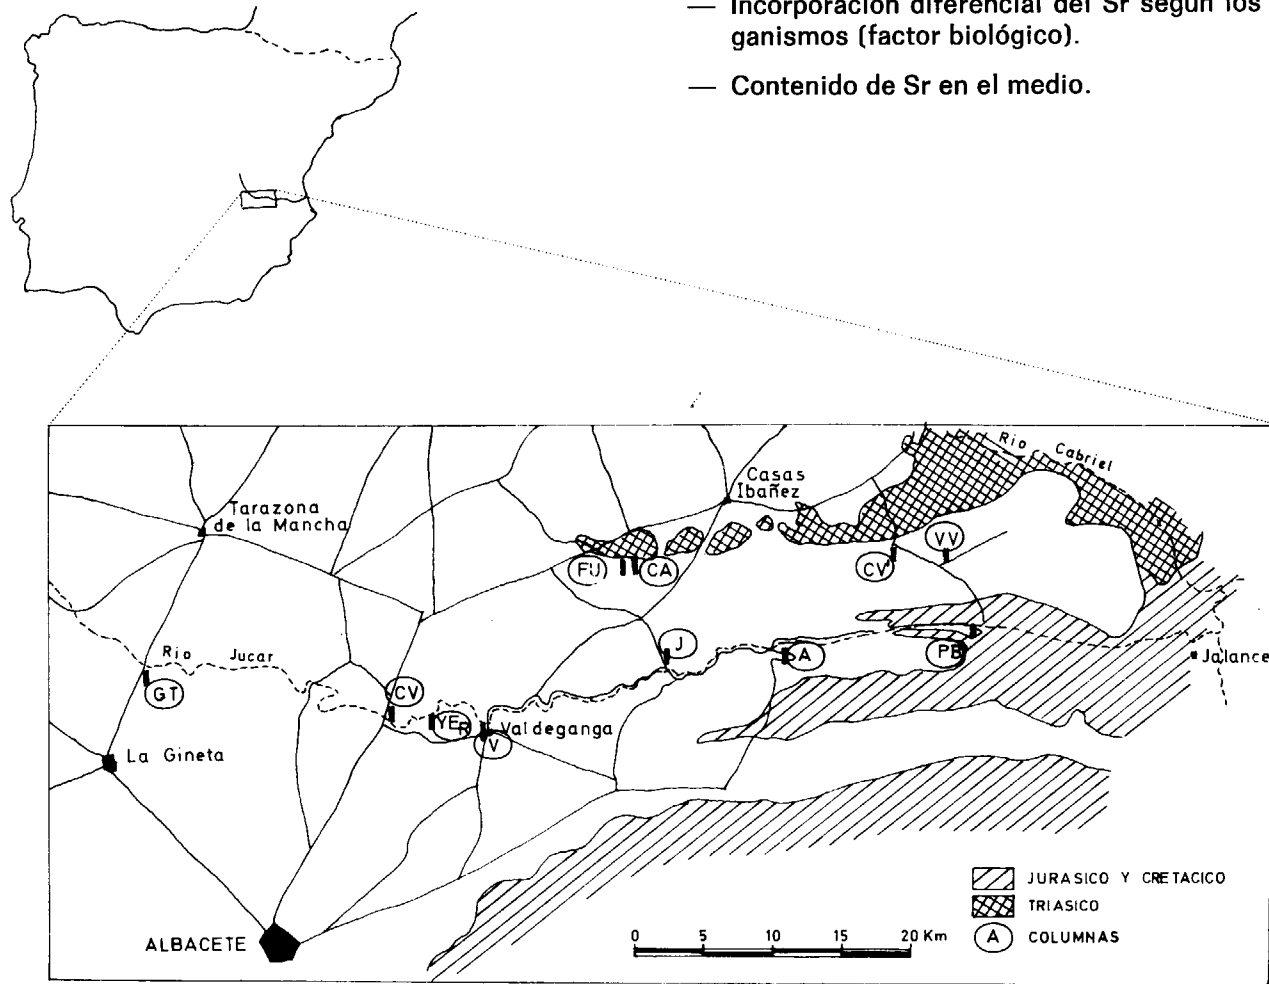 — Incorporación diferencial del Sr según los
ganismos (factor biológico).
— Contenido de Sr en el medio.
Rio Cabriel
Casas
Ibañez
Tarazona
de la Mancha
VV
FU
CA
CV
J
A
PB
Jalance
Rio Jucar
GT
CV
YER
V
Valdeganga
La Gineta
JURASICO Y CRETACICO
TRIASICO
A COLUMNAS
ALBACETE
0 5 10 15 20 Km